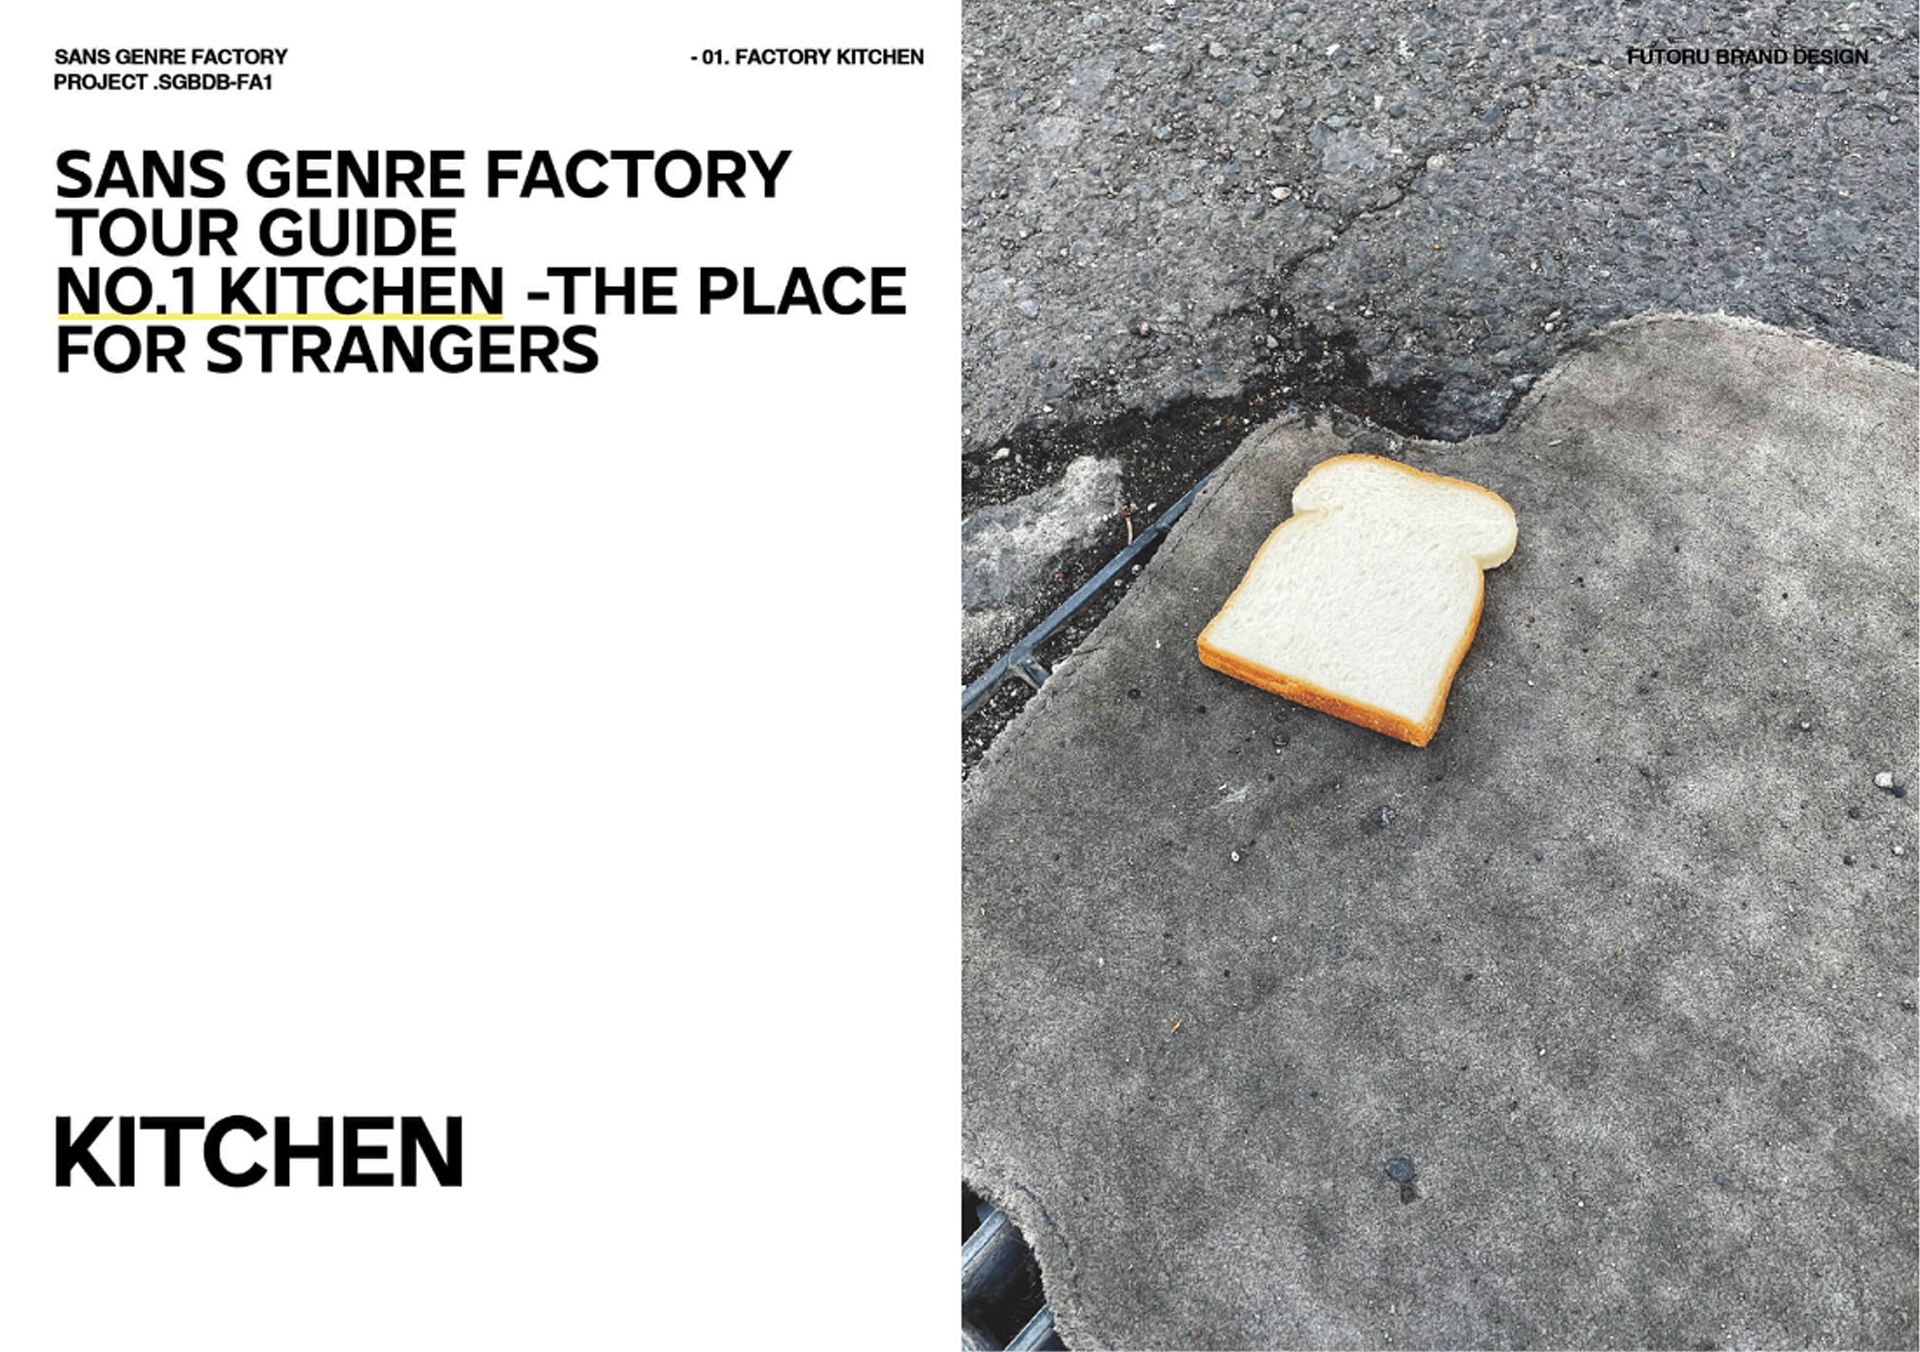 SANS GENRE FACTORY
PROJECT .SGBDB-FA1
- 01. FACTORY KITCHEN
FUTORU BRAND DESIGN
SANS GENRE FACTORY
TOUR GUIDE
NO.1 KITCHEN -THE PLACE
FOR STRANGERS
KITCHEN